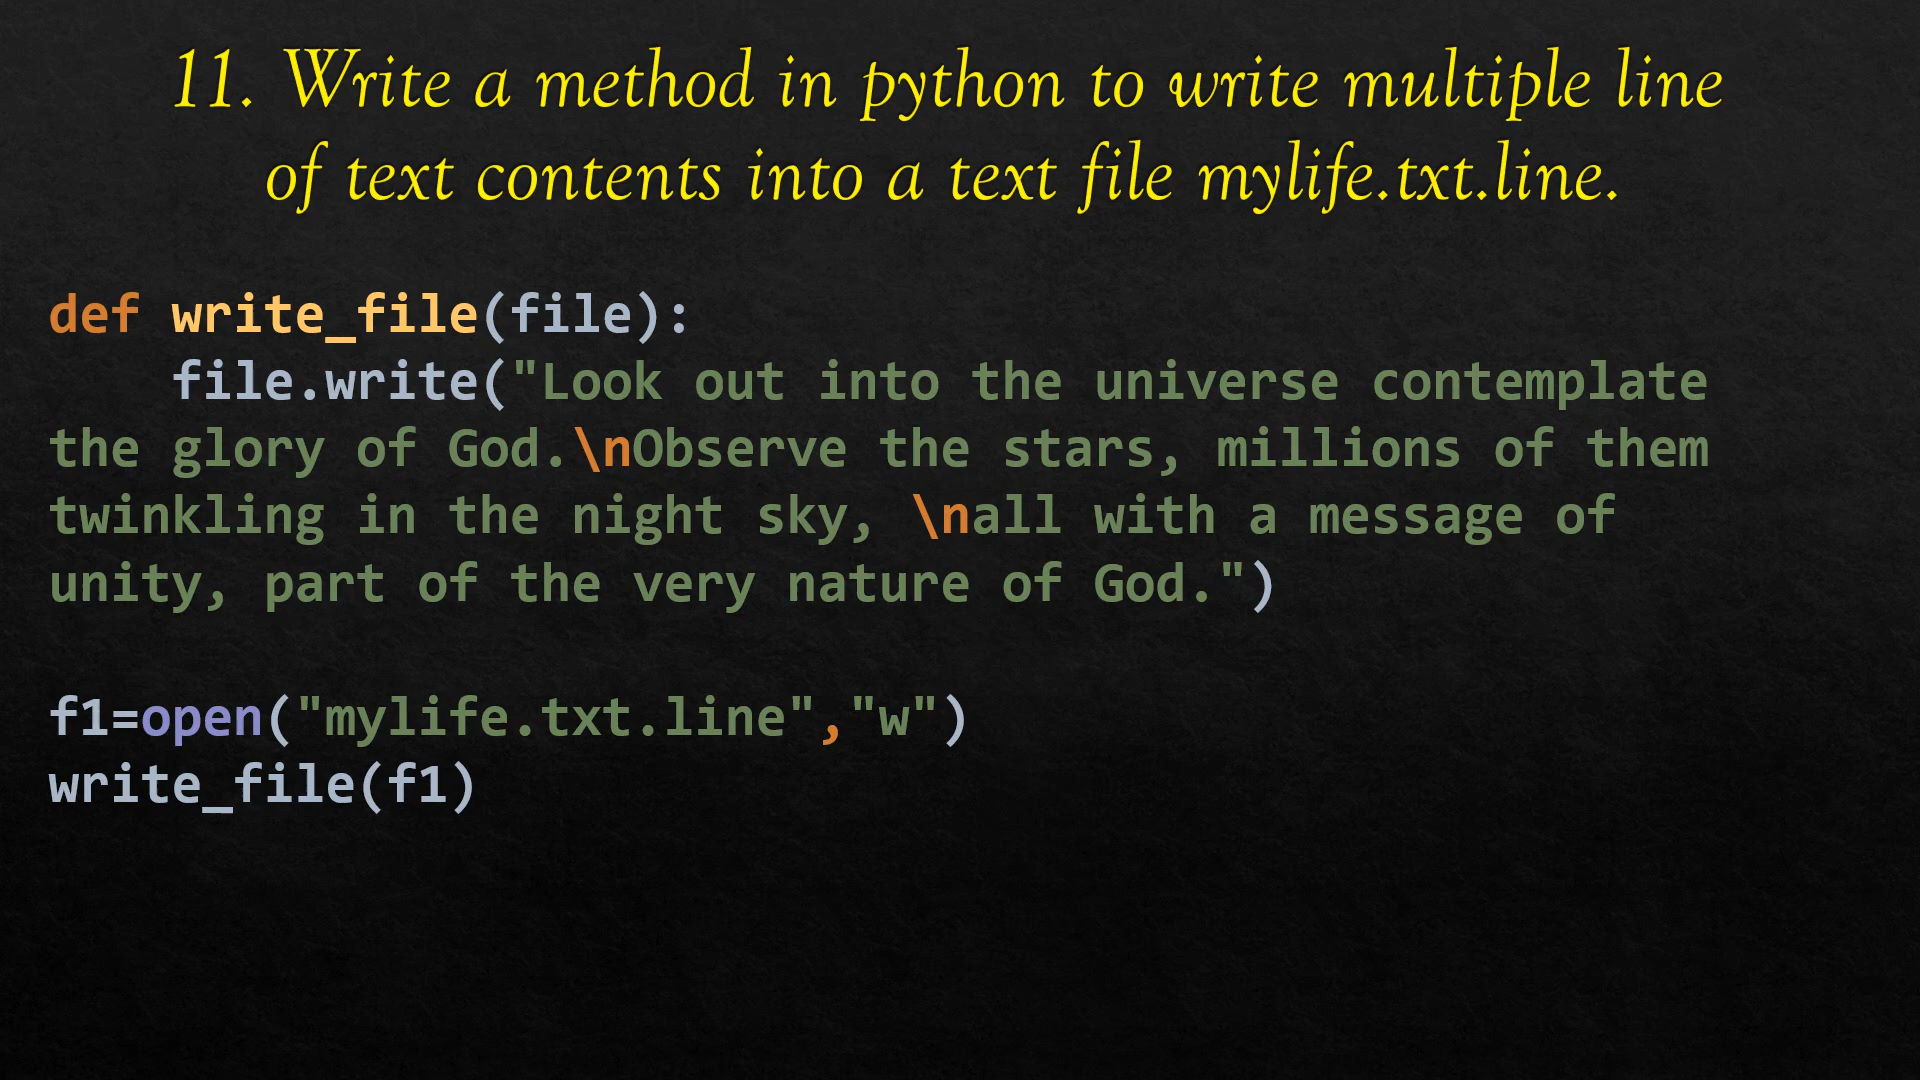 11. Write a method in python to write multiple line
of text contents into a text file mylife.txt.line.
def write_file(file):
    file.write("Look out into the universe contemplate
the glory of God.\nObserve the stars, millions of them
twinkling in the night sky, \nall with a message of
unity, part of the very nature of God.")
f1=open("mylife.txt.line","w")
write_file(f1)